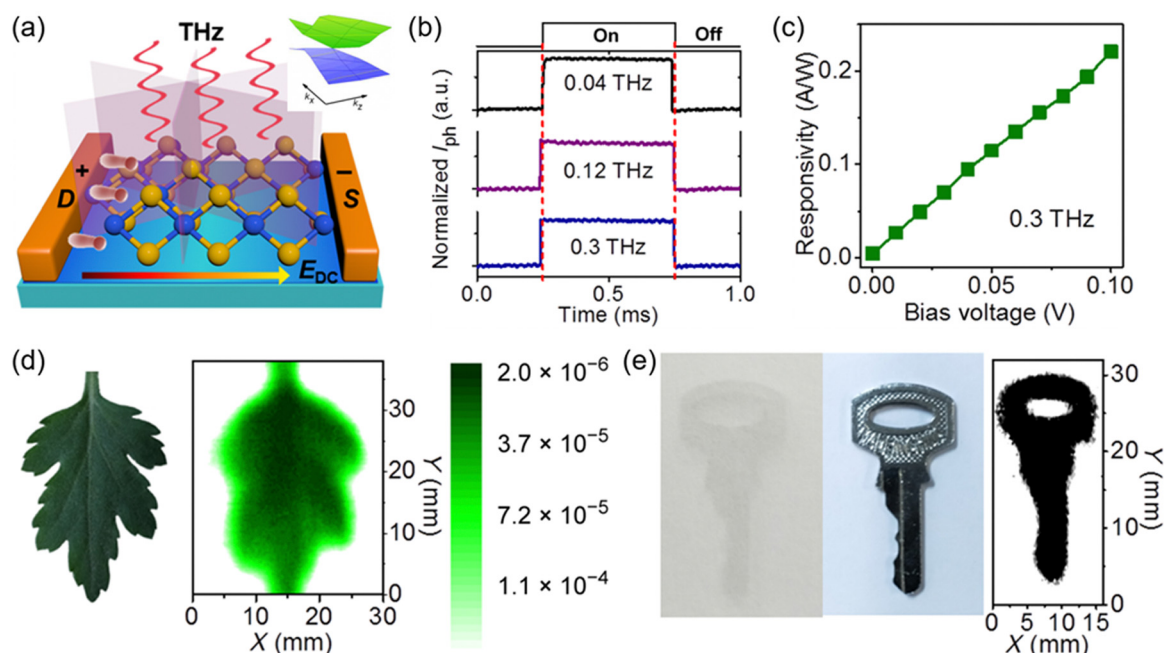 (a)
THz
k_x
k_z
+
D
−
S
E_DC
(b)
On
Off
Normalized I_ph (a.u.)
0.04 THz
0.12 THz
0.3 THz
0.0
0.5
1.0
Time (ms)
(c)
Responsivity (A/W)
0.2
0.1
0.0
0.3 THz
0.00
0.05
0.10
Bias voltage (V)
(d)
30
20
10
0
Y (mm)
0
10
20
30
X (mm)
2.0 × 10⁻⁶
3.7 × 10⁻⁵
7.2 × 10⁻⁵
1.1 × 10⁻⁴
(e)
30
20
10
0
Y (mm)
0
5
10
15
X (mm)